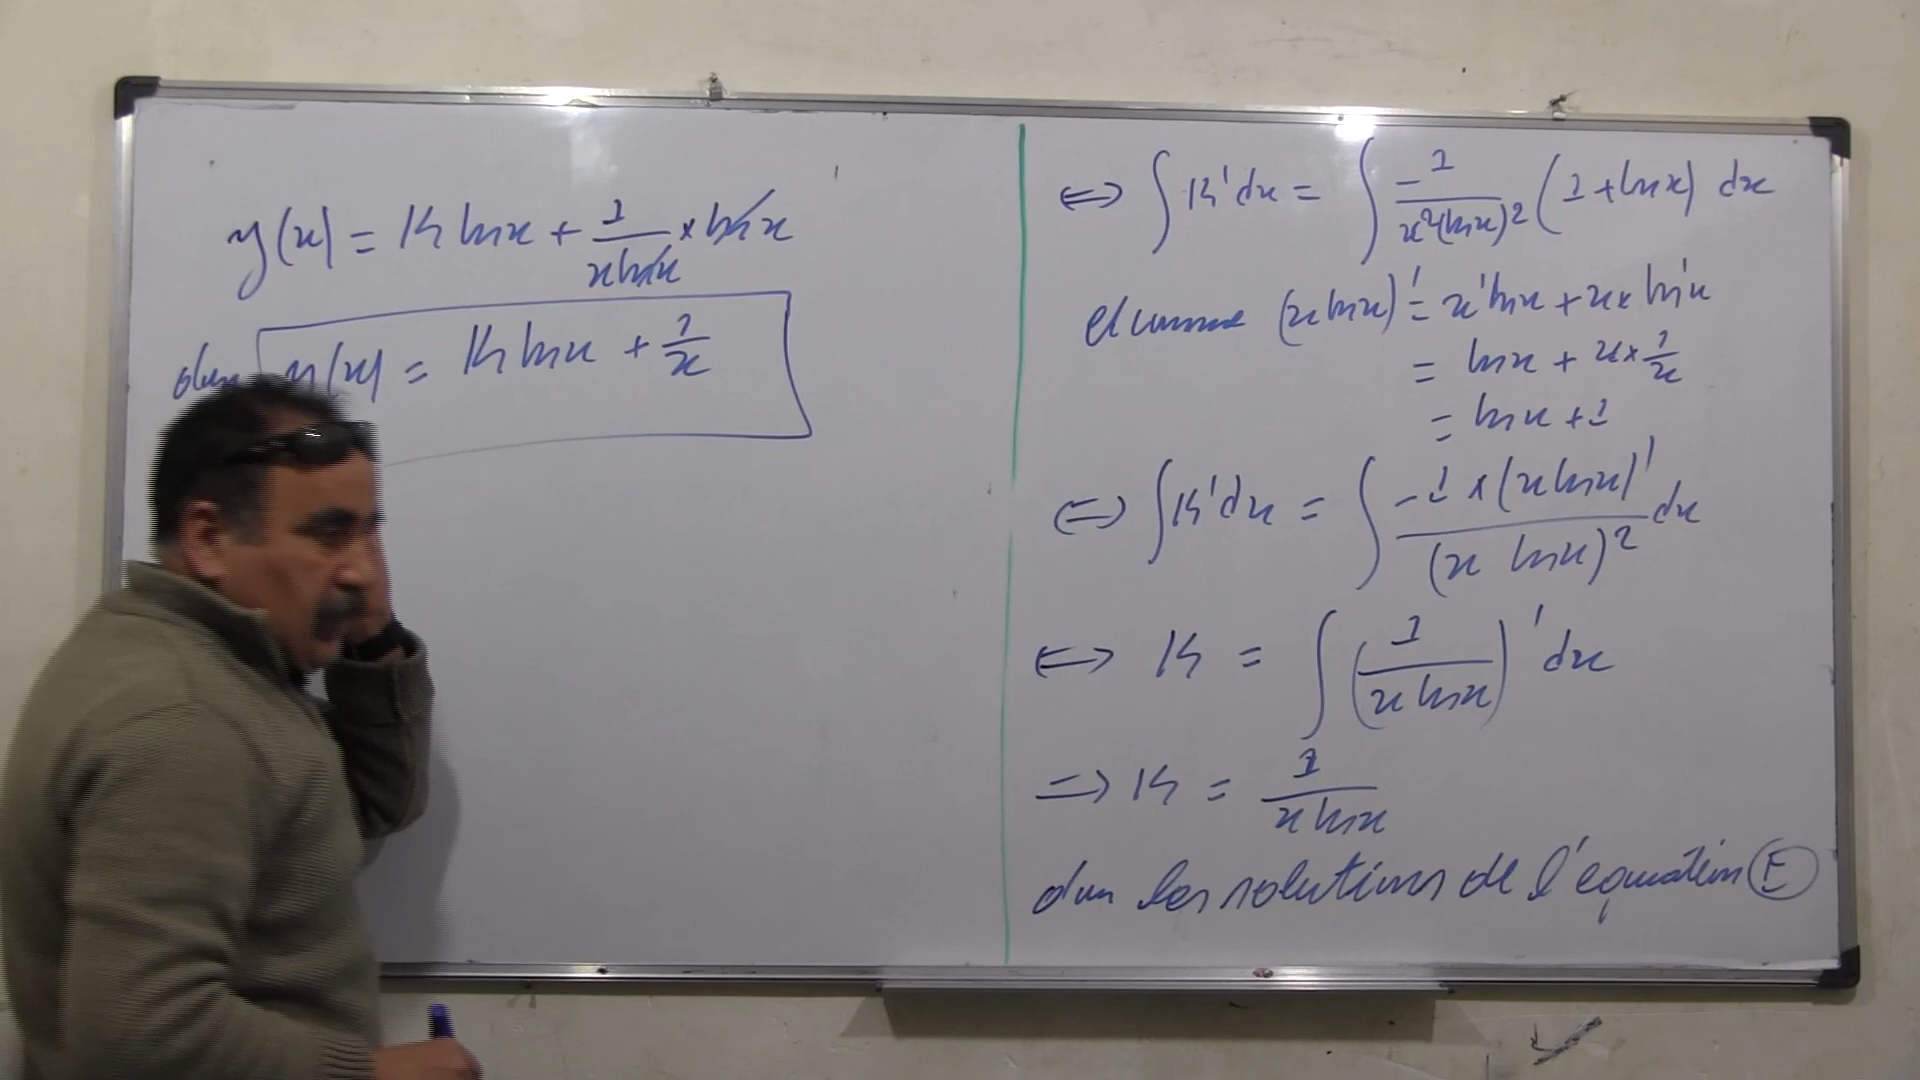 y(x) = K ln x + 1/(x ln x) × ln x
donc y(x) = K ln x + 1/x
⟺ ∫ K' dx = ∫ -1/(x²(ln x)²) (1 + ln x) dx
et comme (x ln x)' = x' ln x + x × ln' x
= ln x + x × 1/x
= ln x + 1
⟺ ∫ K' dx = ∫ (-1 × (x ln x)')/(x ln x)² dx
⟺ K = ∫ (1/(x ln x))' dx
⟹ K = 1/(x ln x)
donc les solutions de l'équation (E)